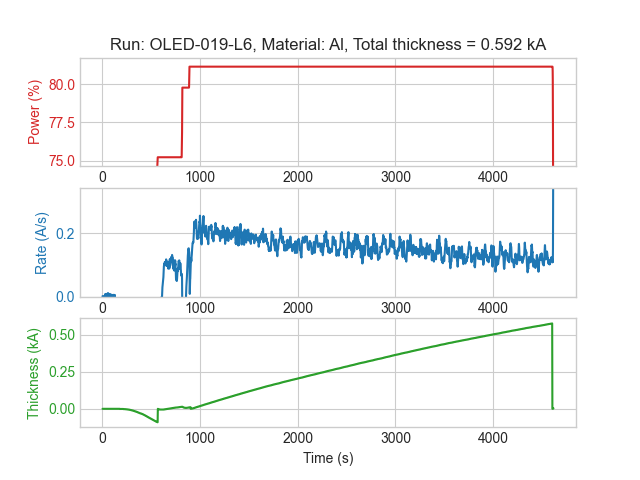 Run: OLED-019-L6, Material: Al, Total thickness = 0.592 kA
Power (%)
80.0
77.5
75.0
0 1000 2000 3000 4000
Rate (A/s)
0.2
0.0
0 1000 2000 3000 4000
Thickness (kA)
0.50
0.25
0.00
0 1000 2000 3000 4000
Time (s)